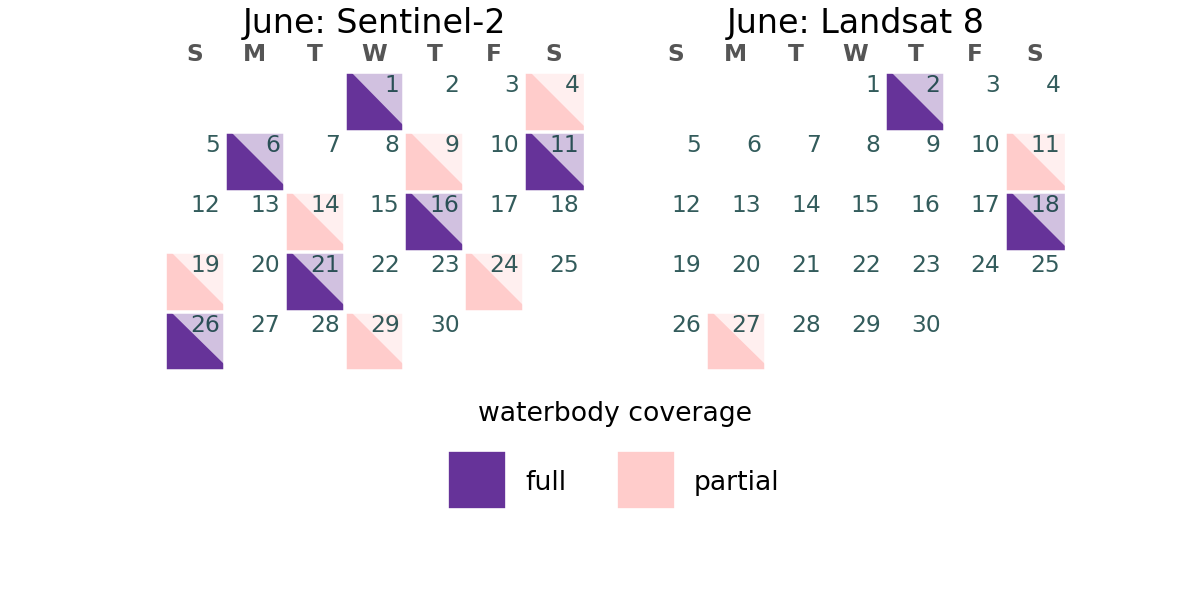 June: Sentinel-2
S M T W T F S
1 2 3 4
5 6 7 8 9 10 11
12 13 14 15 16 17 18
19 20 21 22 23 24 25
26 27 28 29 30
June: Landsat 8
S M T W T F S
1 2 3 4
5 6 7 8 9 10 11
12 13 14 15 16 17 18
19 20 21 22 23 24 25
26 27 28 29 30
waterbody coverage
full
partial